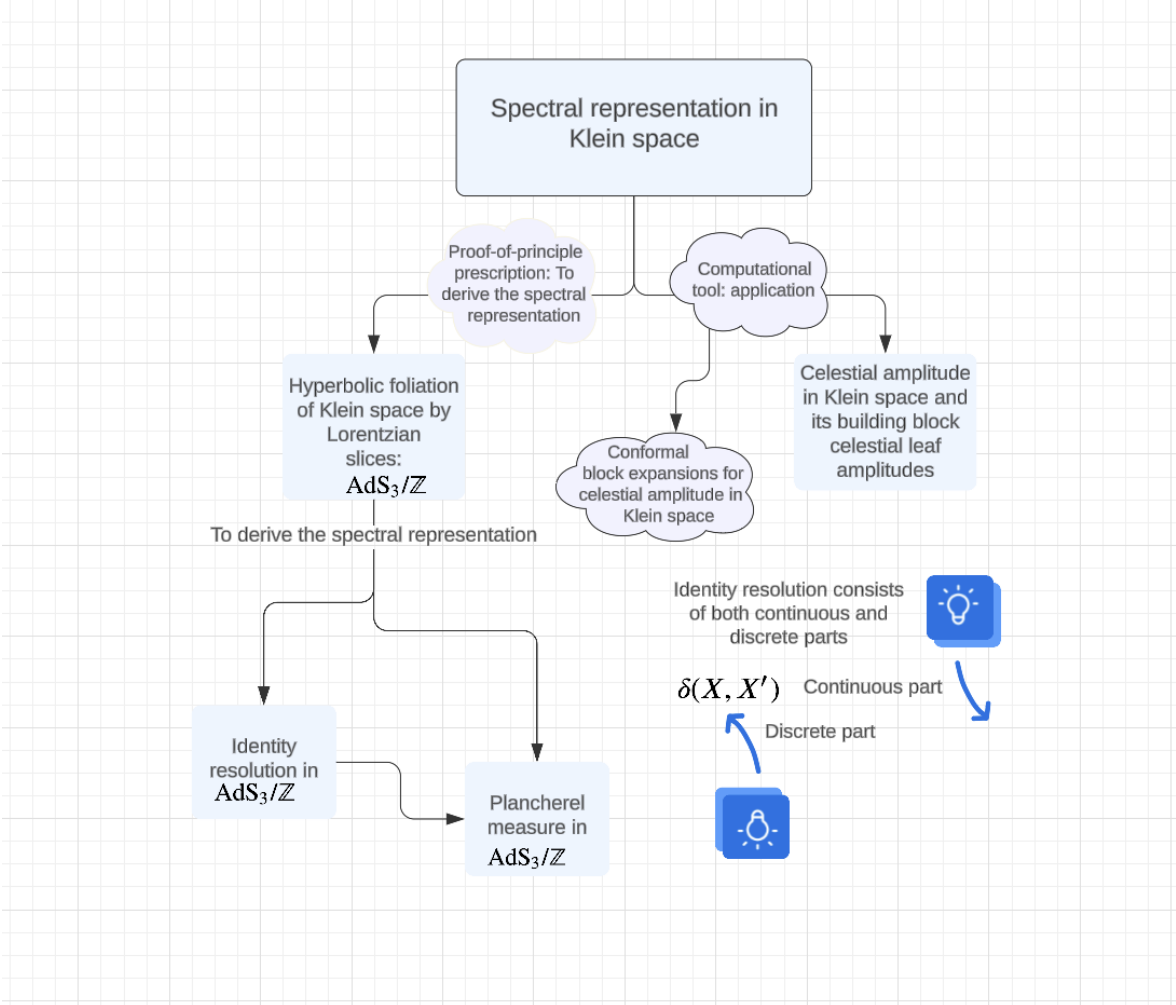 Spectral representation in
Klein space
Proof-of-principle
prescription: To
derive the spectral
representation
Computational
tool: application
Hyperbolic foliation
of Klein space by
Lorentzian
slices:
AdS₃/ℤ
Celestial amplitude
in Klein space and
its building block
celestial leaf
amplitudes
Conformal
block expansions for
celestial amplitude in
Klein space
To derive the spectral representation
Identity resolution consists
of both continuous and
discrete parts
δ(X, X′)
Continuous part
Discrete part
Identity
resolution in
AdS₃/ℤ
Plancherel
measure in
AdS₃/ℤ